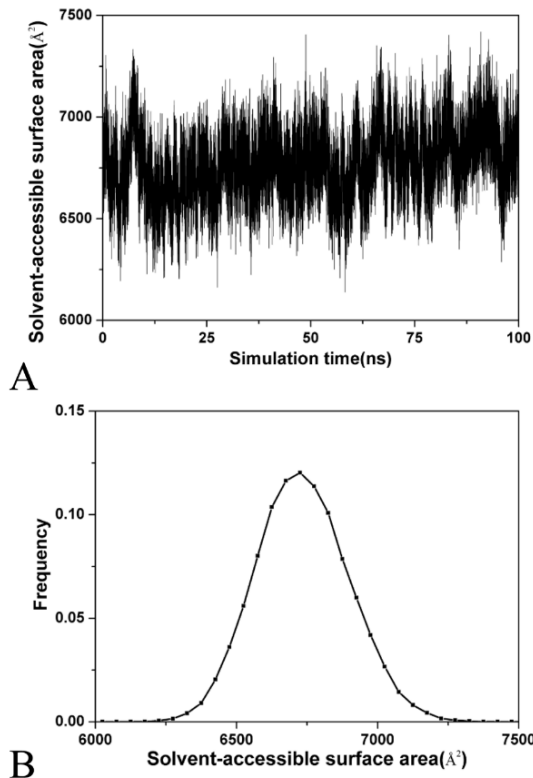 7500
7000
6500
6000
Solvent-accessible surface area(Å²)
0
25
50
75
100
Simulation time(ns)
A
0.15
0.10
0.05
0.00
Frequency
6000
6500
7000
7500
Solvent-accessible surface area(Å²)
B